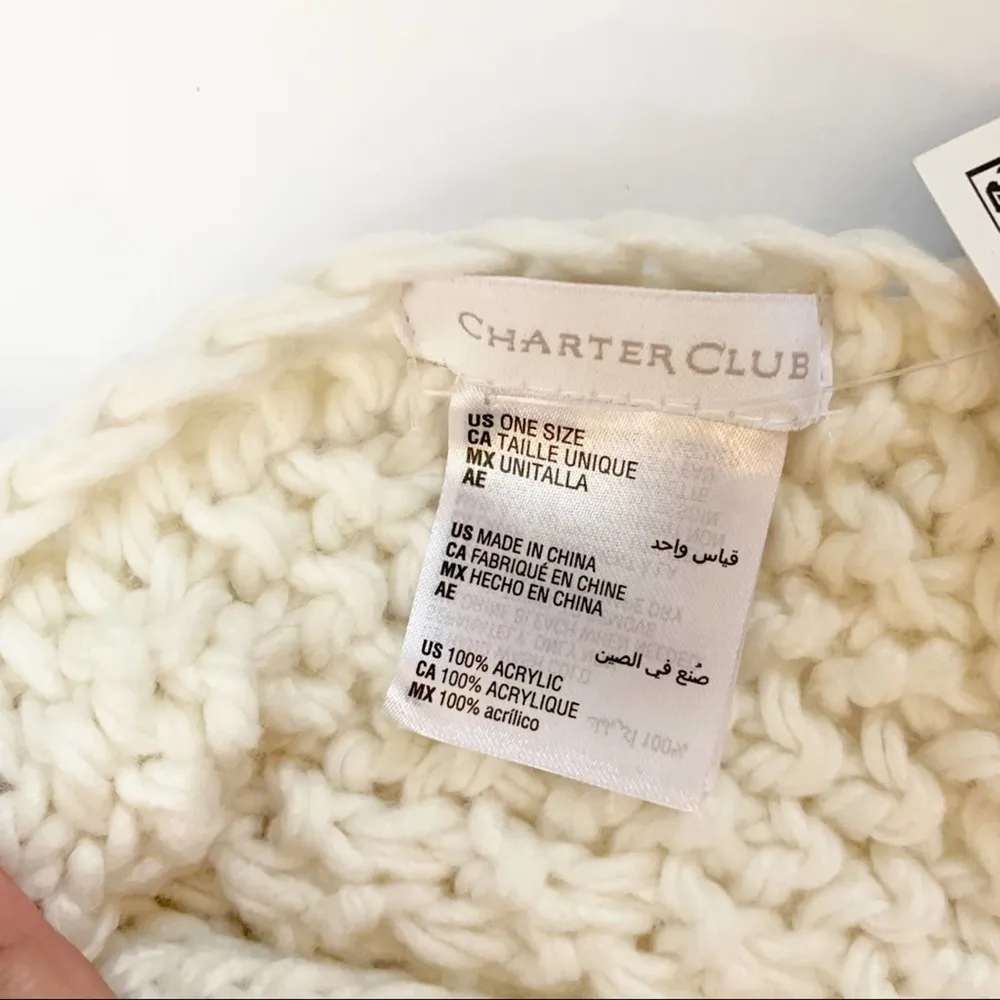 CHARTER CLUB
US ONE SIZE
CA TAILLE UNIQUE
MX UNITALLA
AE
قياس واحد
US MADE IN CHINA
CA FABRIQUÉ EN CHINE
MX HECHO EN CHINA
AE
صُنع في الصين
US 100% ACRYLIC
CA 100% ACRYLIQUE
MX 100% acrílico